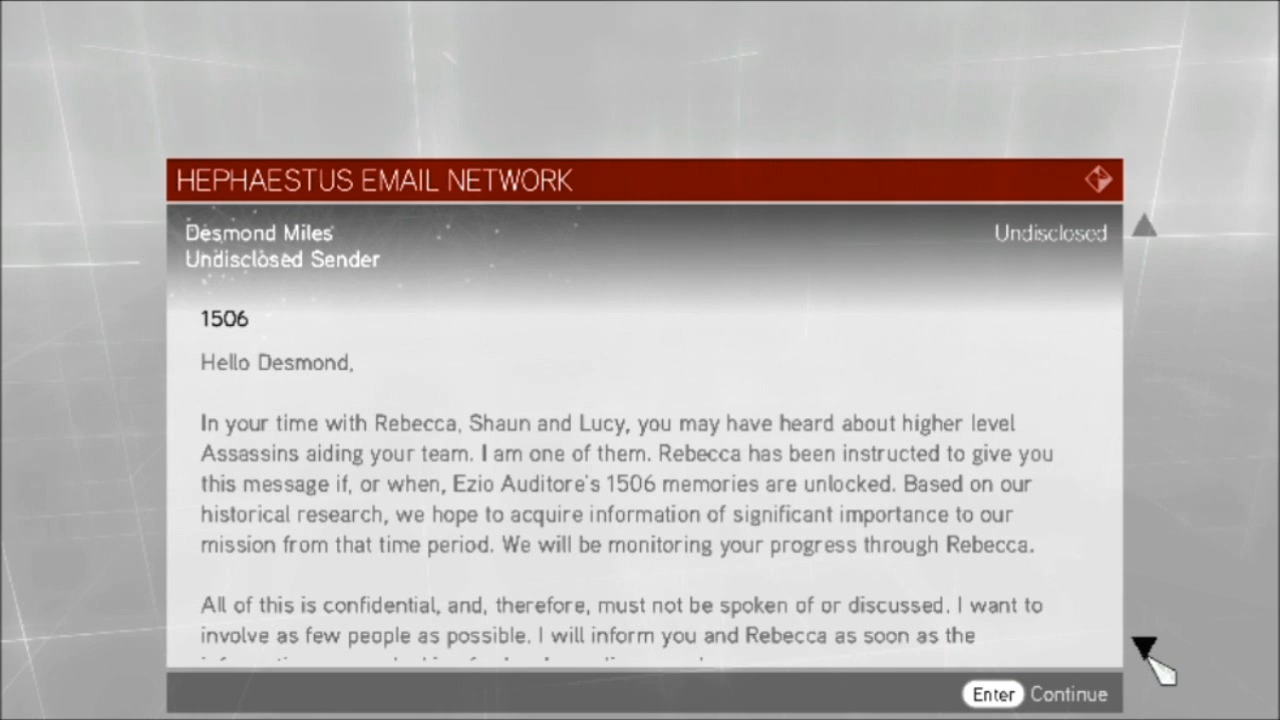 HEPHAESTUS EMAIL NETWORK
Desmond Miles
Undisclosed
Undisclosed Sender
1506
Hello Desmond,
In your time with Rebecca, Shaun and Lucy, you may have heard about higher level
Assassins aiding your team. I am one of them. Rebecca has been instructed to give you
this message if, or when, Ezio Auditore's 1506 memories are unlocked. Based on our
historical research, we hope to acquire information of significant importance to our
mission from that time period. We will be monitoring your progress through Rebecca.
All of this is confidential, and, therefore, must not be spoken of or discussed. I want to
involve as few people as possible. I will inform you and Rebecca as soon as the
Enter Continue